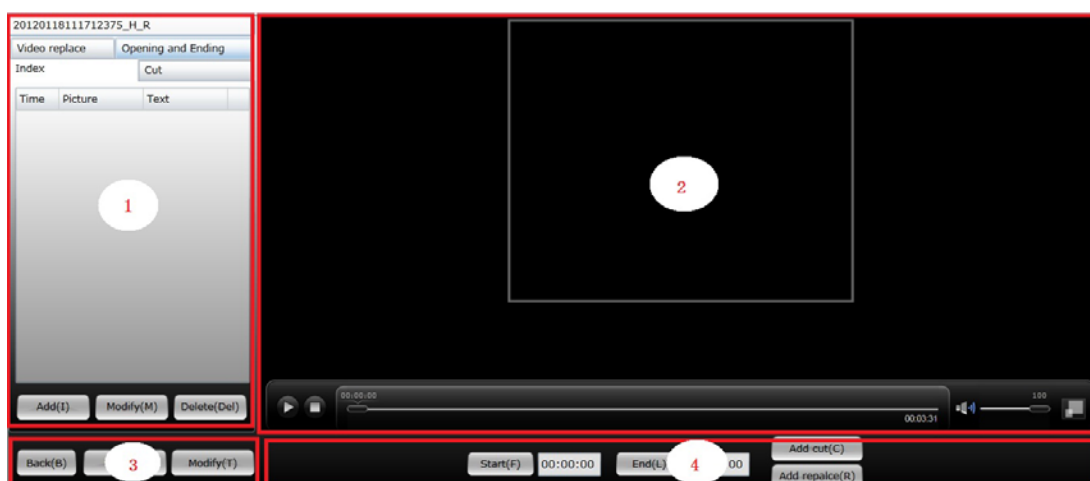 20120118111712375_H_R
Video replace Opening and Ending
Index Cut
Time Picture Text
1
Add(I) Modify(M) Delete(Del)
Back(B) 3 Modify(T)
2
00:00:00
00:03:31
100
Start(F) 00:00:00 End(L) 4 00
Add cut(C)
Add repalce(R)